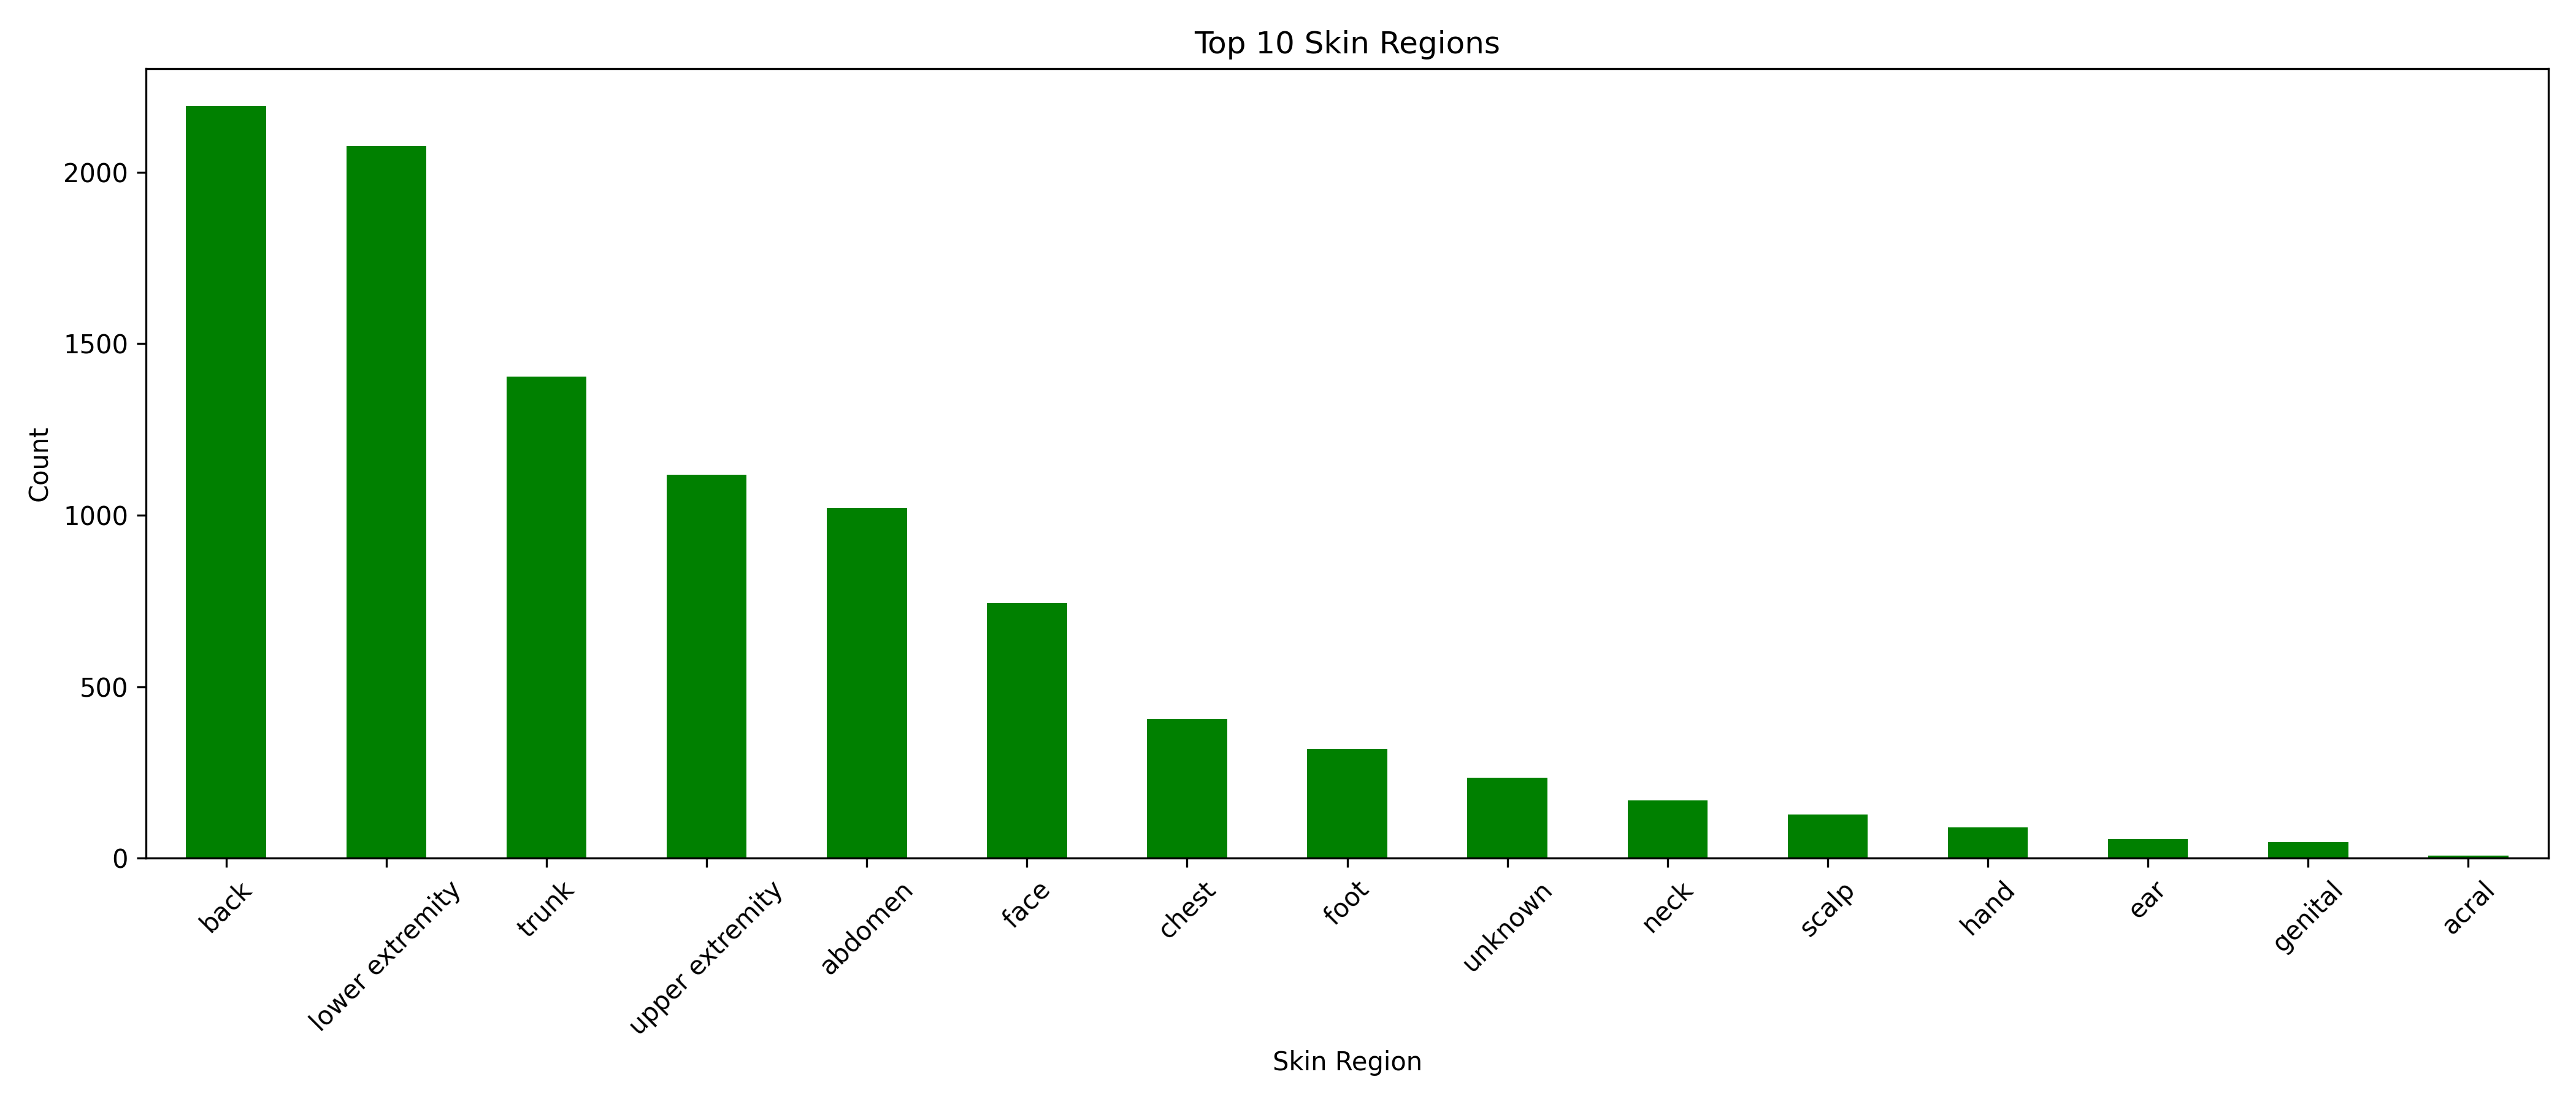 Top 10 Skin Regions
Count
2000
1500
1000
500
0
back
lower extremity
trunk
upper extremity
abdomen
face
chest
foot
unknown
neck
scalp
hand
ear
genital
acral
Skin Region